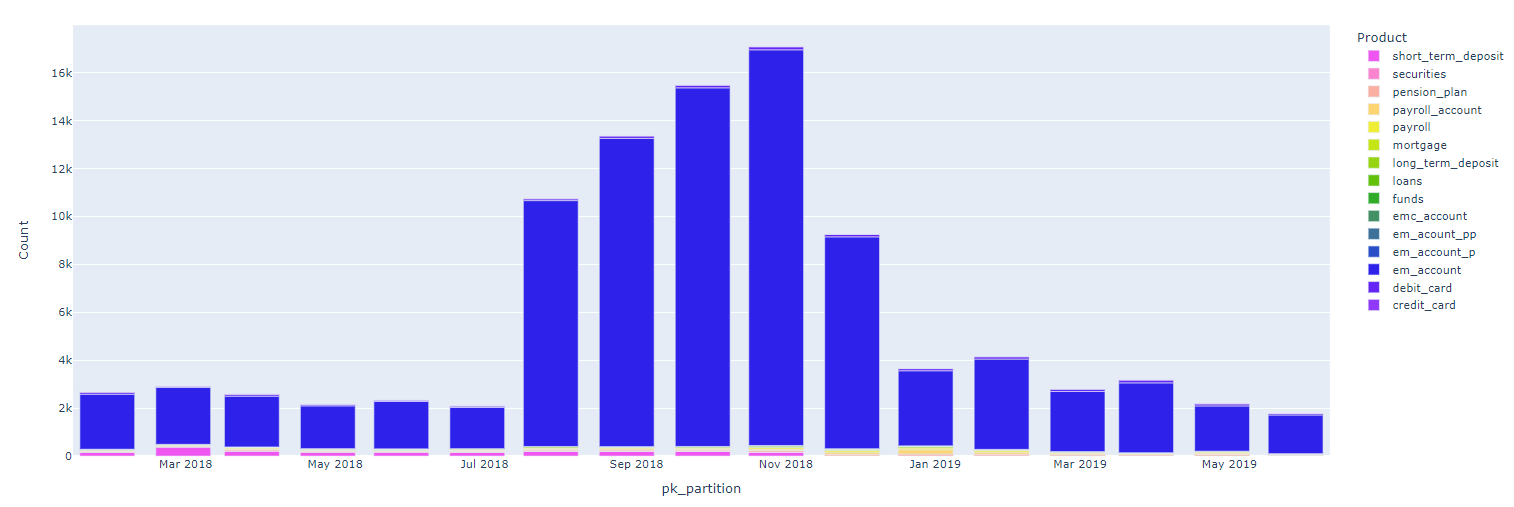 Count
16k
14k
12k
10k
8k
6k
4k
2k
0
Mar 2018
May 2018
Jul 2018
Sep 2018
Nov 2018
Jan 2019
Mar 2019
May 2019
pk_partition
Product
short_term_deposit
securities
pension_plan
payroll_account
payroll
mortgage
long_term_deposit
loans
funds
emc_account
em_acount_pp
em_account_p
em_account
debit_card
credit_card